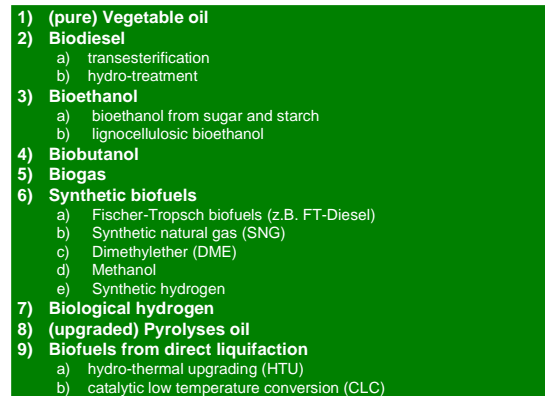 1) (pure) Vegetable oil
2) Biodiesel
a) transesterification
b) hydro-treatment
3) Bioethanol
a) bioethanol from sugar and starch
b) lignocellulosic bioethanol
4) Biobutanol
5) Biogas
6) Synthetic biofuels
a) Fischer-Tropsch biofuels (z.B. FT-Diesel)
b) Synthetic natural gas (SNG)
c) Dimethylether (DME)
d) Methanol
e) Synthetic hydrogen
7) Biological hydrogen
8) (upgraded) Pyrolyses oil
9) Biofuels from direct liquifaction
a) hydro-thermal upgrading (HTU)
b) catalytic low temperature conversion (CLC)